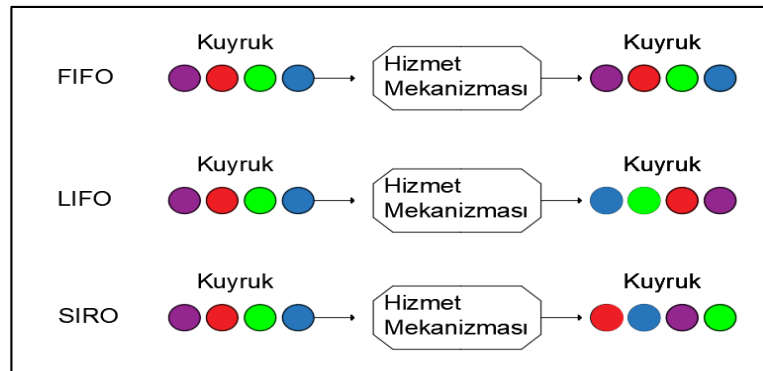 Kuyruk
Kuyruk
FIFO
Hizmet
Mekanizması
Kuyruk
Kuyruk
LIFO
Hizmet
Mekanizması
Kuyruk
Kuyruk
SIRO
Hizmet
Mekanizması